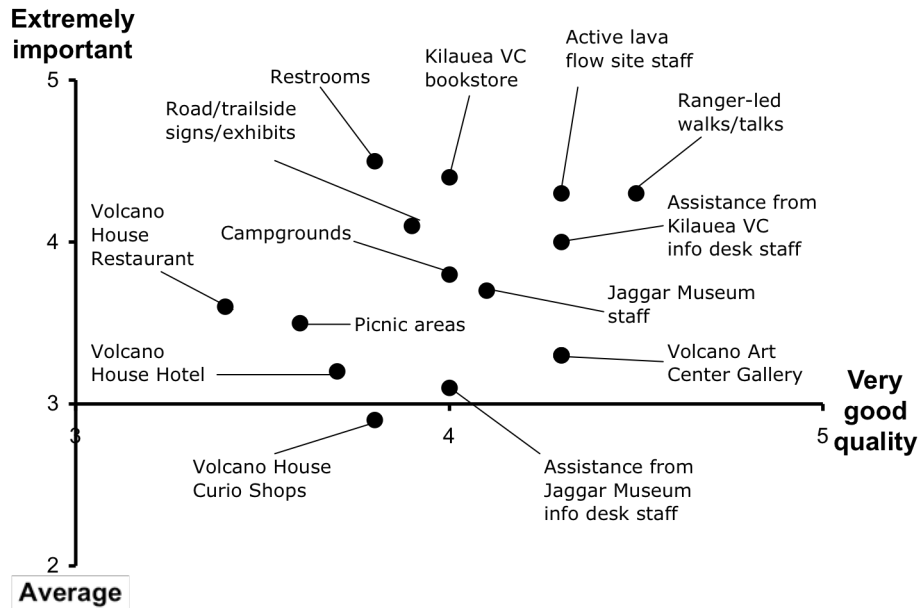 Extremely
important
5
Restrooms
Kilauea VC
bookstore
Active lava
flow site staff
Ranger-led
walks/talks
Road/trailside
signs/exhibits
Volcano
House
Restaurant
4
Campgrounds
Assistance from
Kilauea VC
info desk staff
Jaggar Museum
staff
Picnic areas
Volcano
House Hotel
Volcano Art
Center Gallery
3
3
4
5
Very
good
quality
Volcano House
Curio Shops
Assistance from
Jaggar Museum
info desk staff
2
Average